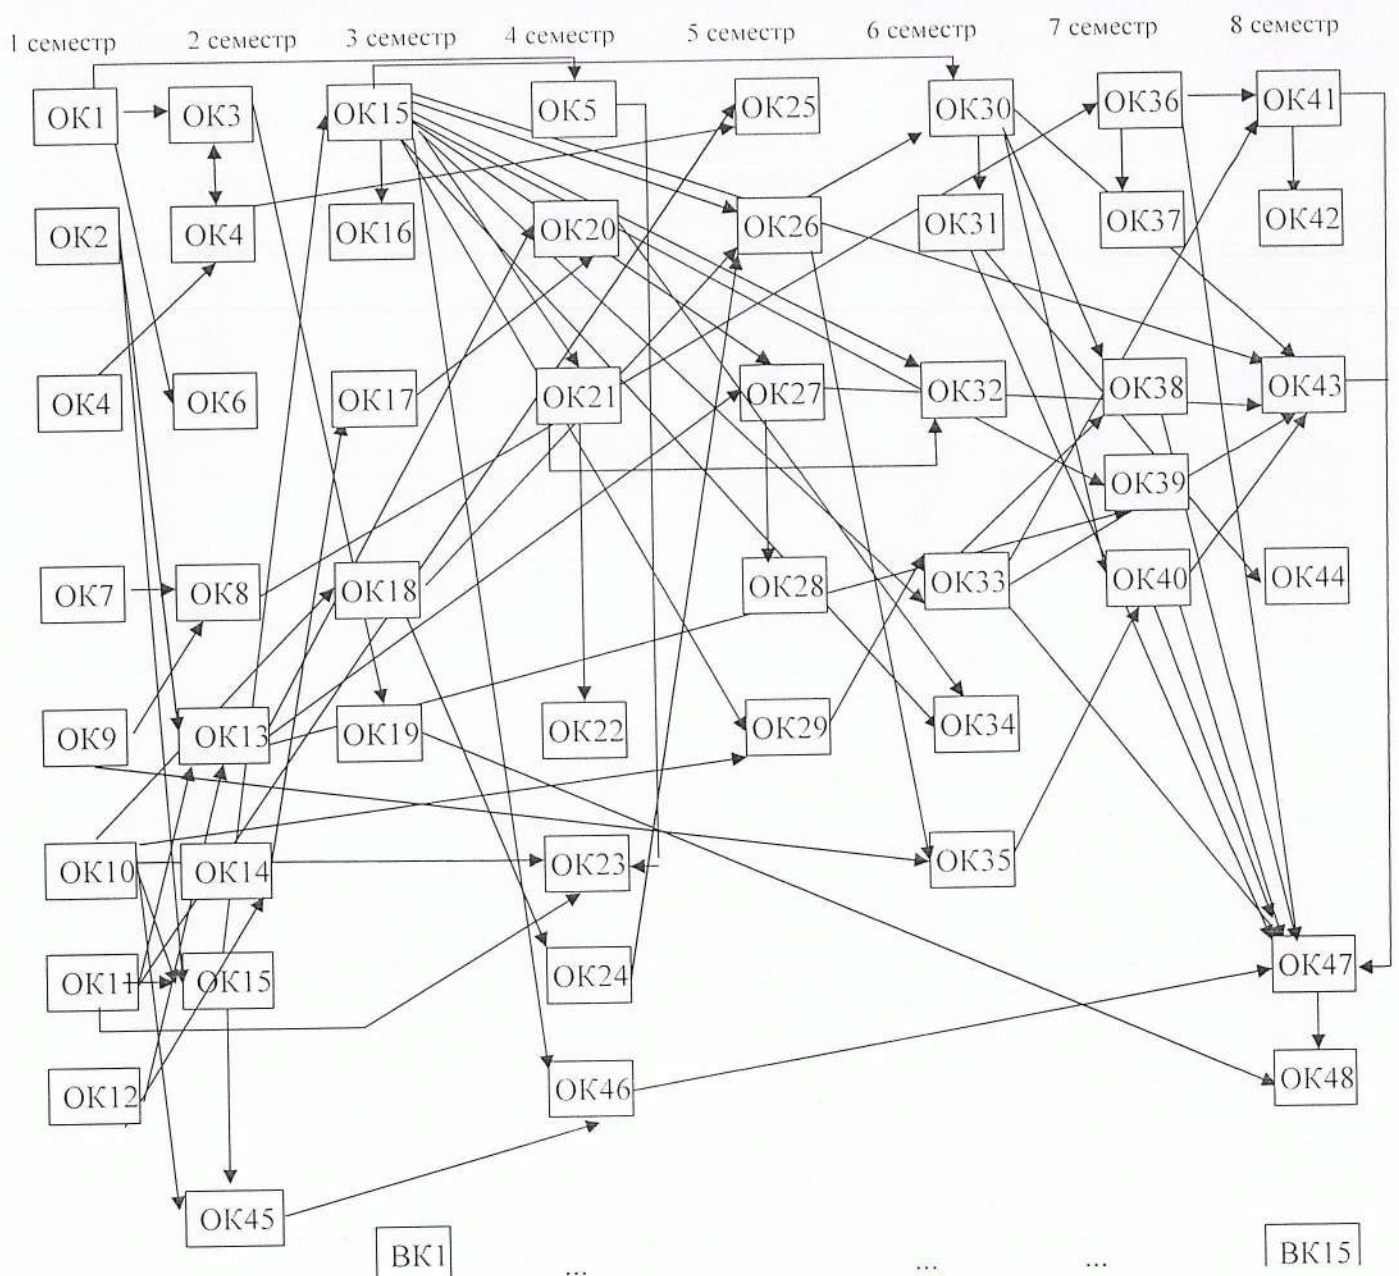 1 семестр 2 семестр 3 семестр 4 семестр 5 семестр 6 семестр 7 семестр 8 семестр
ОК1 ОК3 ОК15 ОК5 ОК25 ОК30 ОК36 ОК41
ОК2 ОК4 ОК16 ОК20 ОК26 ОК31 ОК37 ОК42
ОК4 ОК6 ОК17 ОК21 ОК27 ОК32 ОК38 ОК43
ОК39
ОК7 ОК8 ОК18 ОК28 ОК33 ОК40 ОК44
ОК9 ОК13 ОК19 ОК22 ОК29 ОК34
ОК10 ОК14 ОК23 ОК35
ОК11 ОК15 ОК24 ОК47
ОК12 ОК46 ОК48
ОК45
ВК1 ... ... ... ВК15